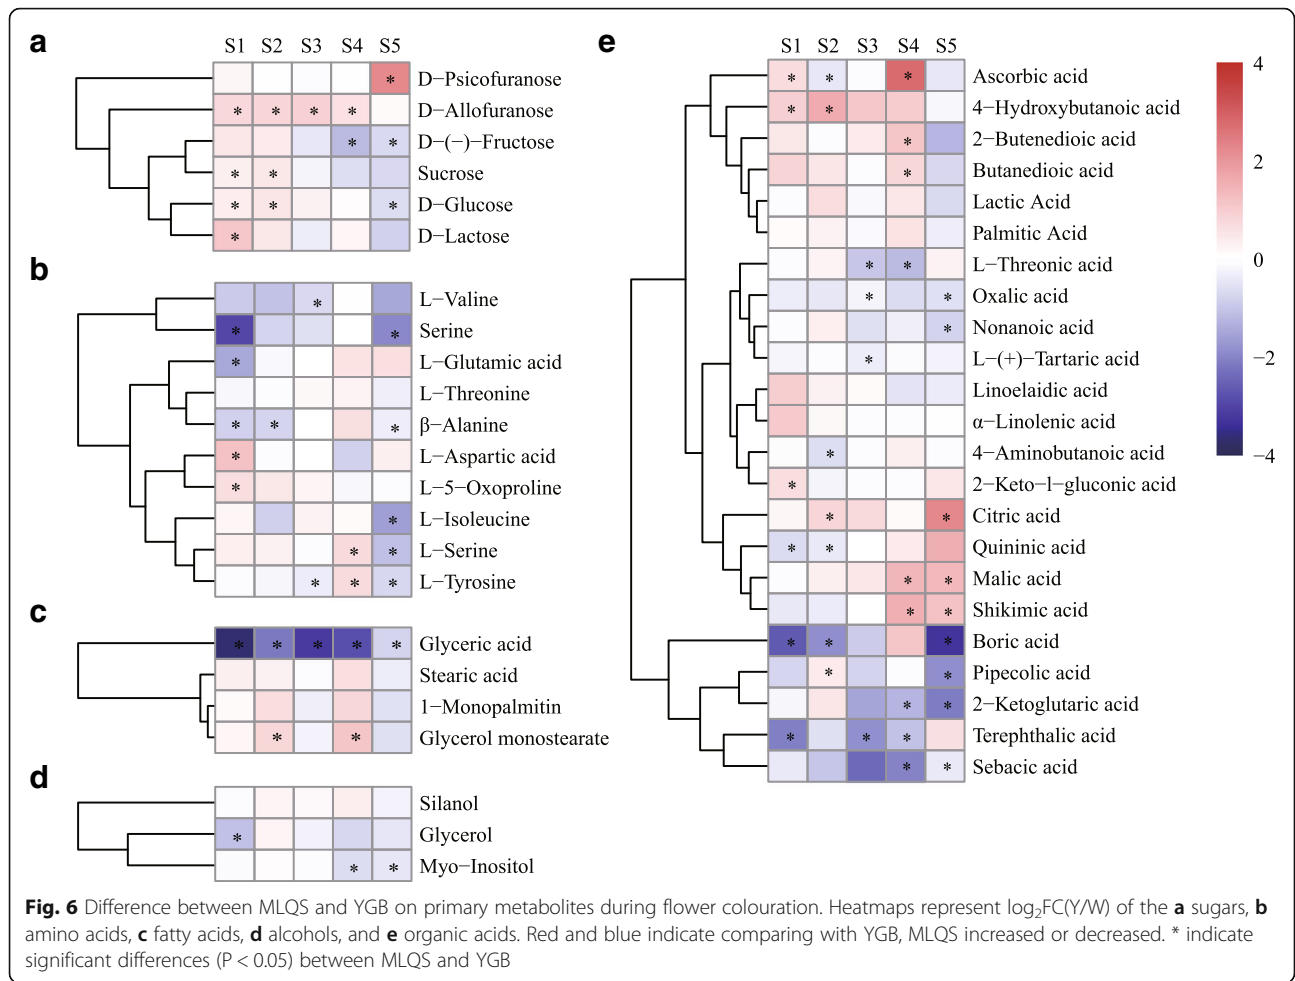 a
S1 S2 S3 S4 S5
* D−Psicofuranose
* * * * D−Allofuranose
* * D−(−)−Fructose
* * Sucrose
* * * D−Glucose
* D−Lactose
b
* L−Valine
* * Serine
* L−Glutamic acid
L−Threonine
* * * β−Alanine
* L−Aspartic acid
* L−5−Oxoproline
* L−Isoleucine
* * L−Serine
* * * L−Tyrosine
c
* * * * * Glyceric acid
Stearic acid
1−Monopalmitin
* * Glycerol monostearate
d
Silanol
* Glycerol
* * Myo−Inositol
e
S1 S2 S3 S4 S5
* * * Ascorbic acid
* * 4−Hydroxybutanoic acid
* 2−Butenedioic acid
* Butanedioic acid
Lactic Acid
Palmitic Acid
* * L−Threonic acid
* * Oxalic acid
* Nonanoic acid
* L−(+)−Tartaric acid
Linoelaidic acid
α−Linolenic acid
* 4−Aminobutanoic acid
* 2−Keto−l−gluconic acid
* * Citric acid
* * Quininic acid
* * Malic acid
* * Shikimic acid
* * * Boric acid
* * Pipecolic acid
* * 2−Ketoglutaric acid
* * * Terephthalic acid
* * Sebacic acid
4
2
0
−2
−4
Fig. 6 Difference between MLQS and YGB on primary metabolites during flower colouration. Heatmaps represent log₂FC(Y/W) of the a sugars, b
amino acids, c fatty acids, d alcohols, and e organic acids. Red and blue indicate comparing with YGB, MLQS increased or decreased. * indicate
significant differences (P < 0.05) between MLQS and YGB